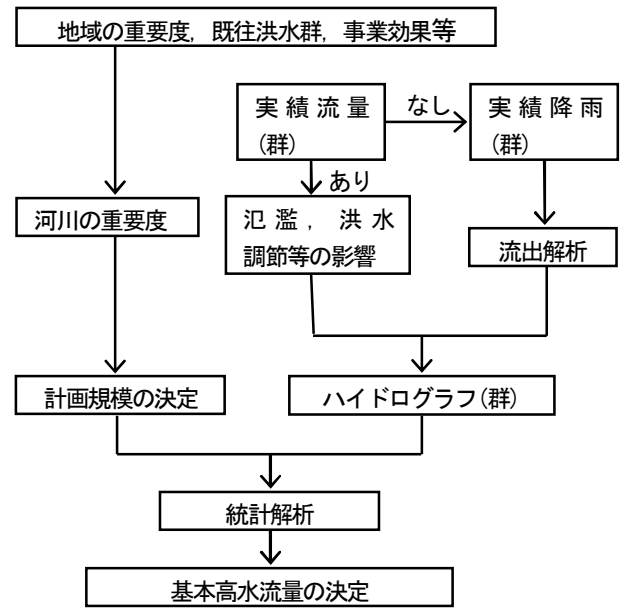 地域の重要度，既往洪水群，事業効果等
実績流量
(群)
なし
実績降雨
(群)
あり
河川の重要度
氾濫，洪水
調節等の影響
流出解析
計画規模の決定
ハイドログラフ(群)
統計解析
基本高水流量の決定